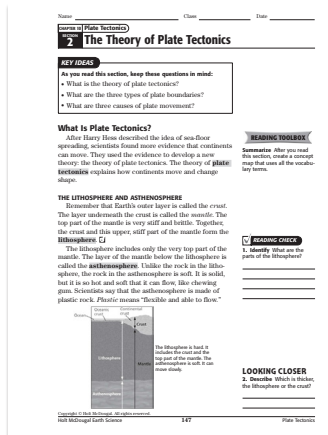 Name Class Date
CHAPTER 10 Plate Tectonics
SECTION 2 The Theory of Plate Tectonics
KEY IDEAS
As you read this section, keep these questions in mind:
• What is the theory of plate tectonics?
• What are the three types of plate boundaries?
• What are three causes of plate movement?
What Is Plate Tectonics?
After Harry Hess described the idea of sea-floor
spreading, scientists found more evidence that continents
can move. They used the evidence to develop a new
theory: the theory of plate tectonics. The theory of plate
tectonics explains how continents move and change
shape.
READING TOOLBOX
Summarize After you read
this section, create a concept
map that uses all the vocabu-
lary terms.
THE LITHOSPHERE AND ASTHENOSPHERE
Remember that Earth's outer layer is called the crust.
The layer underneath the crust is called the mantle. The
top part of the mantle is very stiff and brittle. Together,
the crust and this upper, stiff part of the mantle form the
lithosphere.
The lithosphere includes only the very top part of the
mantle. The layer of the mantle below the lithosphere is
called the asthenosphere. Unlike the rock in the litho-
sphere, the rock in the asthenosphere is soft. It is solid,
but it is so hot and soft that it can flow, like chewing
gum. Scientists say that the asthenosphere is made of
plastic rock. Plastic means "flexible and able to flow."
READING CHECK
1. Identify What are the
parts of the lithosphere?
Ocean
Oceanic
crust
Continental
crust
Crust
Lithosphere
Mantle
Asthenosphere
The lithosphere is hard. It
includes the crust and the
top part of the mantle. The
asthenosphere is soft. It can
move slowly.
LOOKING CLOSER
2. Describe Which is thicker,
the lithosphere or the crust?
Copyright © Holt McDougal. All rights reserved.
Holt McDougal Earth Science 147 Plate Tectonics